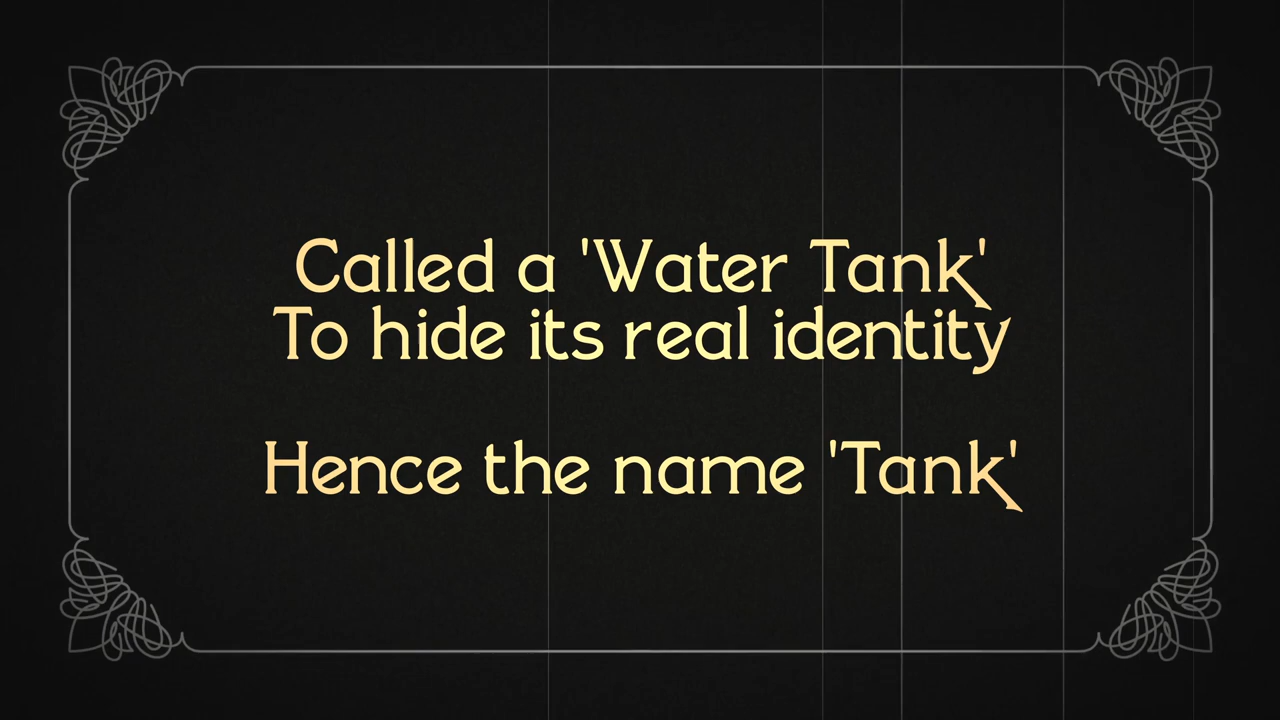 Called a 'Water Tank'
To hide its real identity
Hence the name 'Tank'